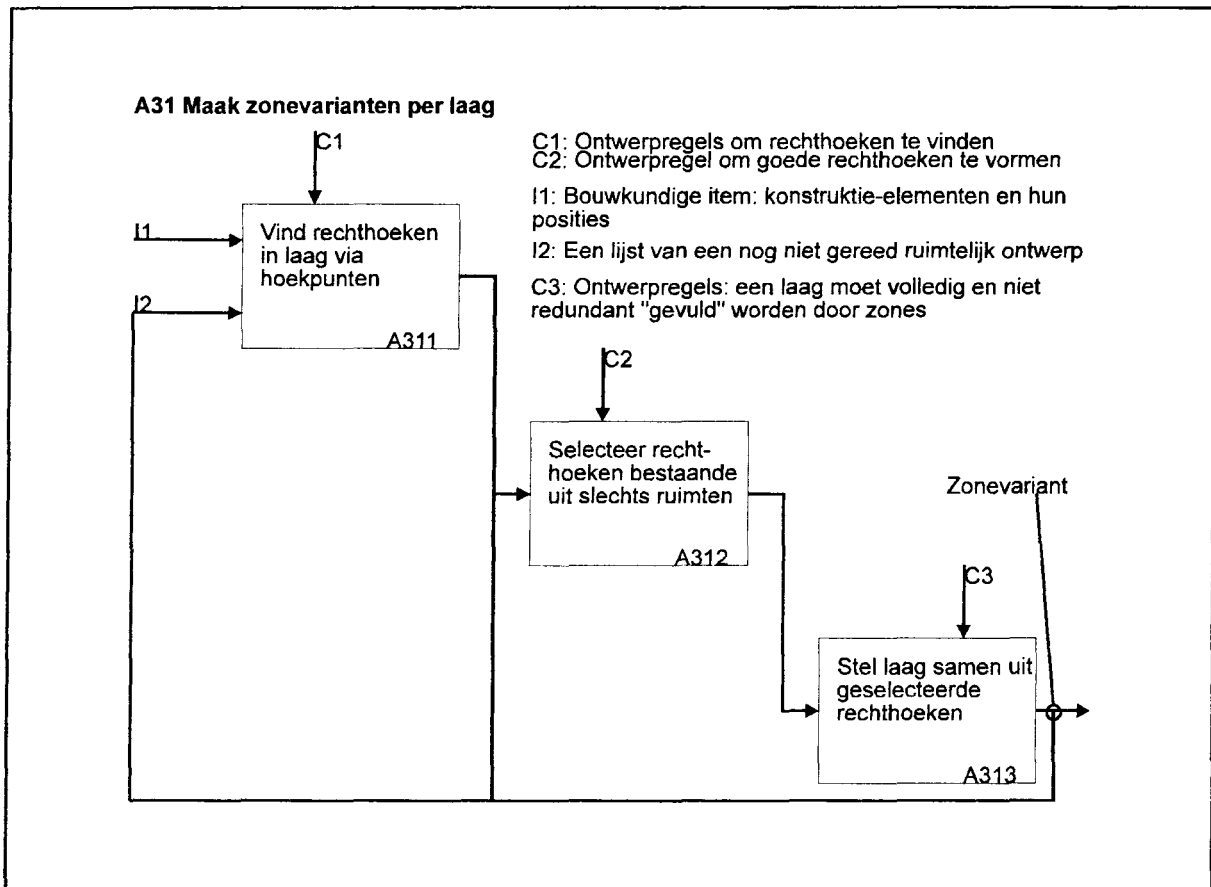 A31 Maak zonevarianten per laag
C1
C1: Ontwerpregels om rechthoeken te vinden
C2: Ontwerpregel om goede rechthoeken te vormen
I1: Bouwkundige item: konstruktie-elementen en hun
posities
I2: Een lijst van een nog niet gereed ruimtelijk ontwerp
C3: Ontwerpregels: een laag moet volledig en niet
redundant "gevuld" worden door zones
I1
I2
Vind rechthoeken
in laag via
hoekpunten
A311
C2
Selecteer recht-
hoeken bestaande
uit slechts ruimten
A312
Zonevariant
C3
Stel laag samen uit
geselecteerde
rechthoeken
A313